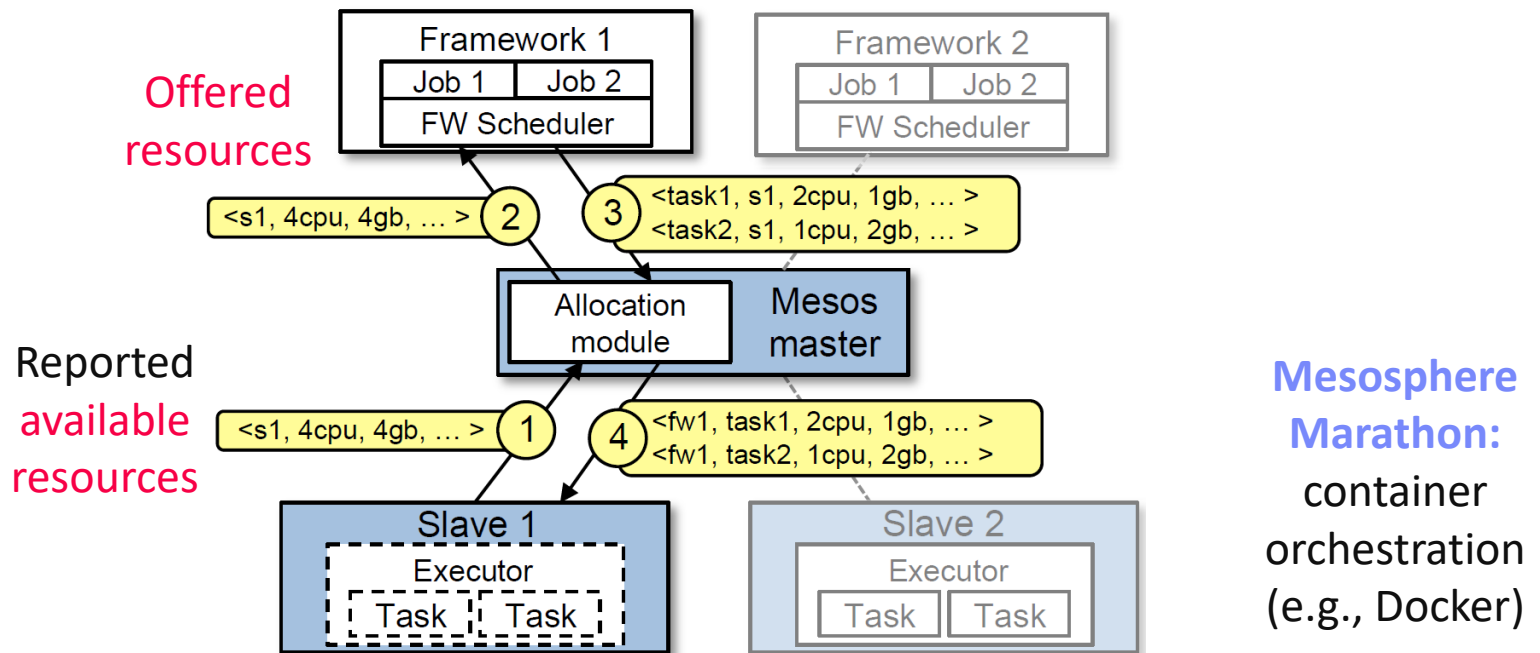 Framework 1
Job 1 Job 2
FW Scheduler
Framework 2
Job 1 Job 2
FW Scheduler
Offered
resources
<s1, 4cpu, 4gb, … >
2
3
<task1, s1, 2cpu, 1gb, … >
<task2, s1, 1cpu, 2gb, … >
Allocation
module
Mesos
master
Reported
available
resources
<s1, 4cpu, 4gb, … >
1
4
<fw1, task1, 2cpu, 1gb, … >
<fw1, task2, 1cpu, 2gb, … >
Slave 1
Executor
Task Task
Slave 2
Executor
Task Task
Mesosphere
Marathon:
container
orchestration
(e.g., Docker)